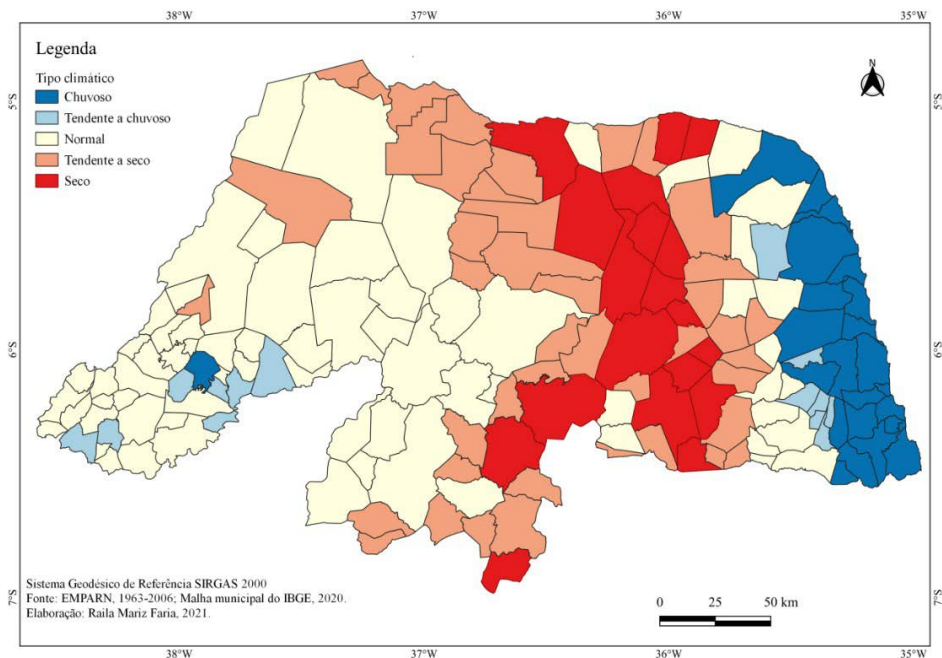 38°W 37°W 36°W 35°W
Legenda
Tipo climático
Chuvoso
Tendente a chuvoso
Normal
Tendente a seco
Seco
N
5°S 5°S
6°S 6°S
7°S 7°S
Sistema Geodésico de Referência SIRGAS 2000
Fonte: EMPARN, 1963-2006; Malha municipal do IBGE, 2020.
Elaboração: Raila Mariz Faria, 2021.
0 25 50 km
38°W 37°W 36°W 35°W